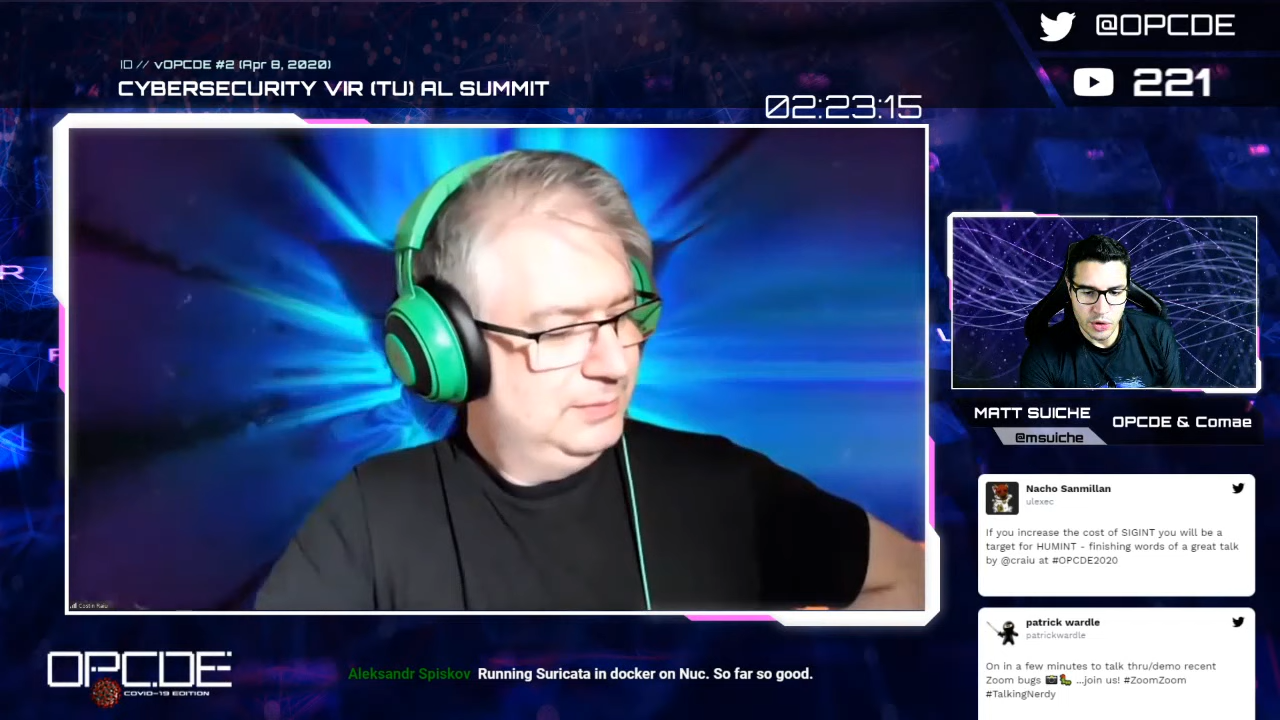 @OPCDE
ID // vOPCDE #2 (Apr 8, 2020)
CYBERSECURITY VIR (TU) AL SUMMIT
221
02:23:15
R
MATT SUICHE
OPCDE & Comae
@msuiche
Nacho Sanmillan
ulexec
If you increase the cost of SIGINT you will be a
target for HUMINT - finishing words of a great talk
by @craiu at #OPCDE2020
Costin Raiu
patrick wardle
patrickwardle
On in a few minutes to talk thru/demo recent
Zoom bugs ...join us! #ZoomZoom
#TalkingNerdy
OPCDE
COVID-19 EDITION
Aleksandr Spiskov Running Suricata in docker on Nuc. So far so good.